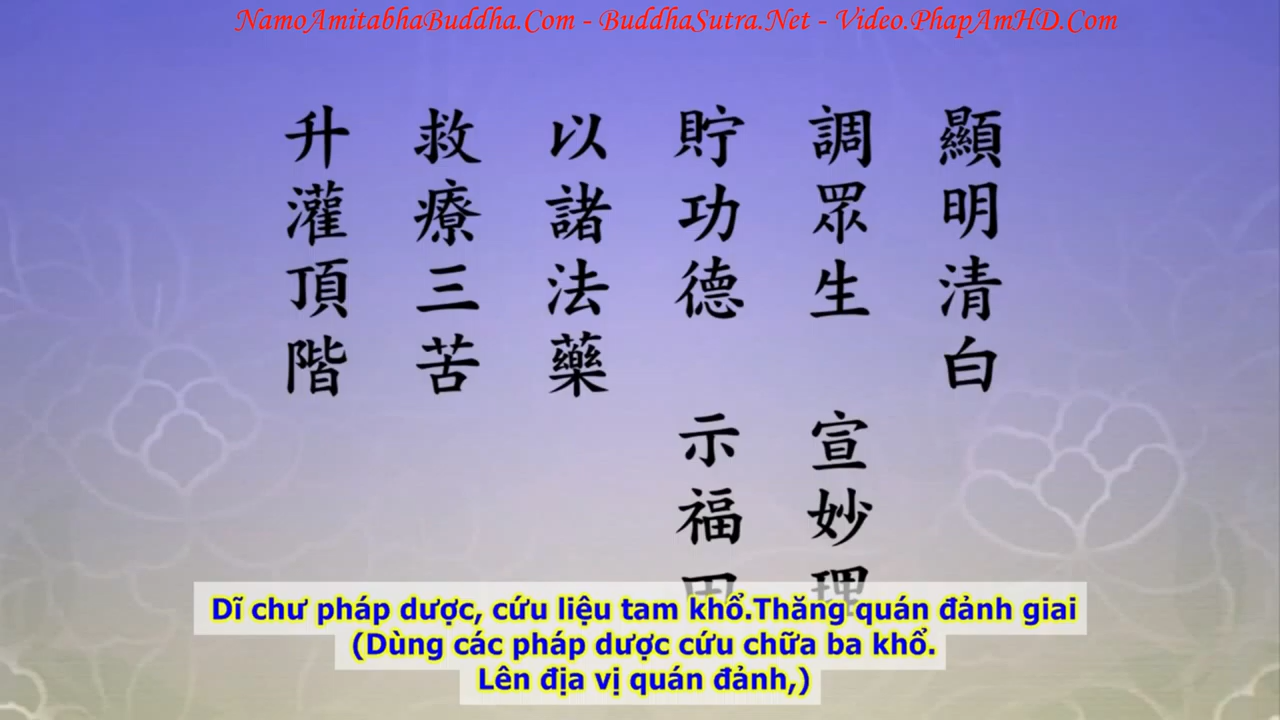 NamoAmitabhaBuddha.Com - BuddhaSutra.Net - Video.PhapAmHD.Com
顯明清白
調眾生 宣妙理
貯功德 示福田
以諸法藥
救療三苦
升灌頂階
Dĩ chư pháp dược, cứu liệu tam khổ.Thăng quán đảnh giai
(Dùng các pháp dược cứu chữa ba khổ.
Lên địa vị quán đảnh,)